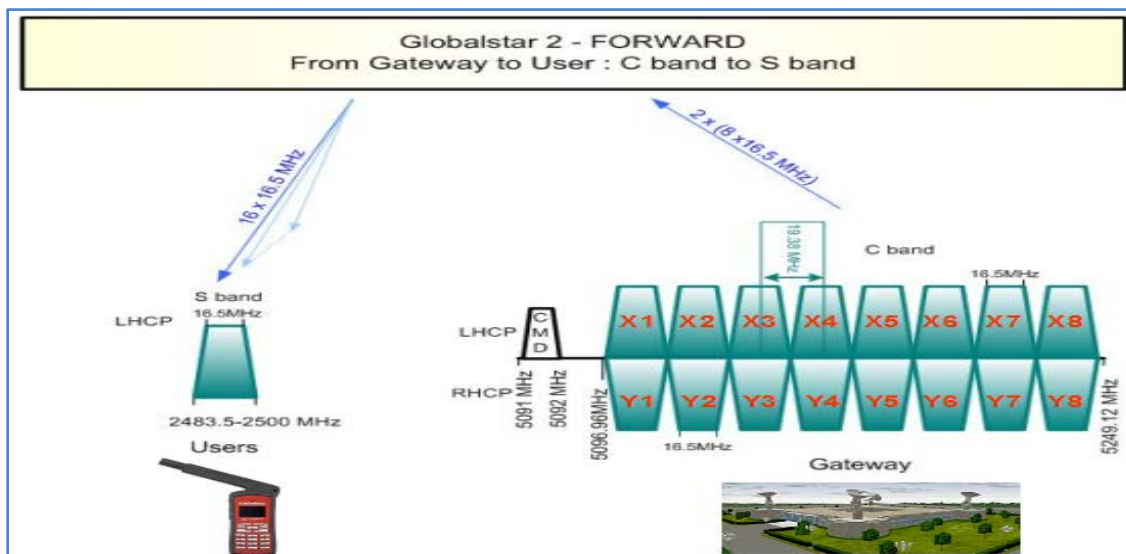 Globalstar 2 - FORWARD
From Gateway to User : C band to S band
16 x 16.5 MHz
2 x (8 x16.5 MHz)
19.38 MHz
C band
S band
16.5MHz
LHCP
2483.5-2500 MHz
Users
16.5MHz
LHCP
CMD
X1 X2 X3 X4 X5 X6 X7 X8
RHCP
5091 MHz
5092 MHz
5096.96MHz
Y1 Y2 Y3 Y4 Y5 Y6 Y7 Y8
5249.12 MHz
16.5MHz
Gateway